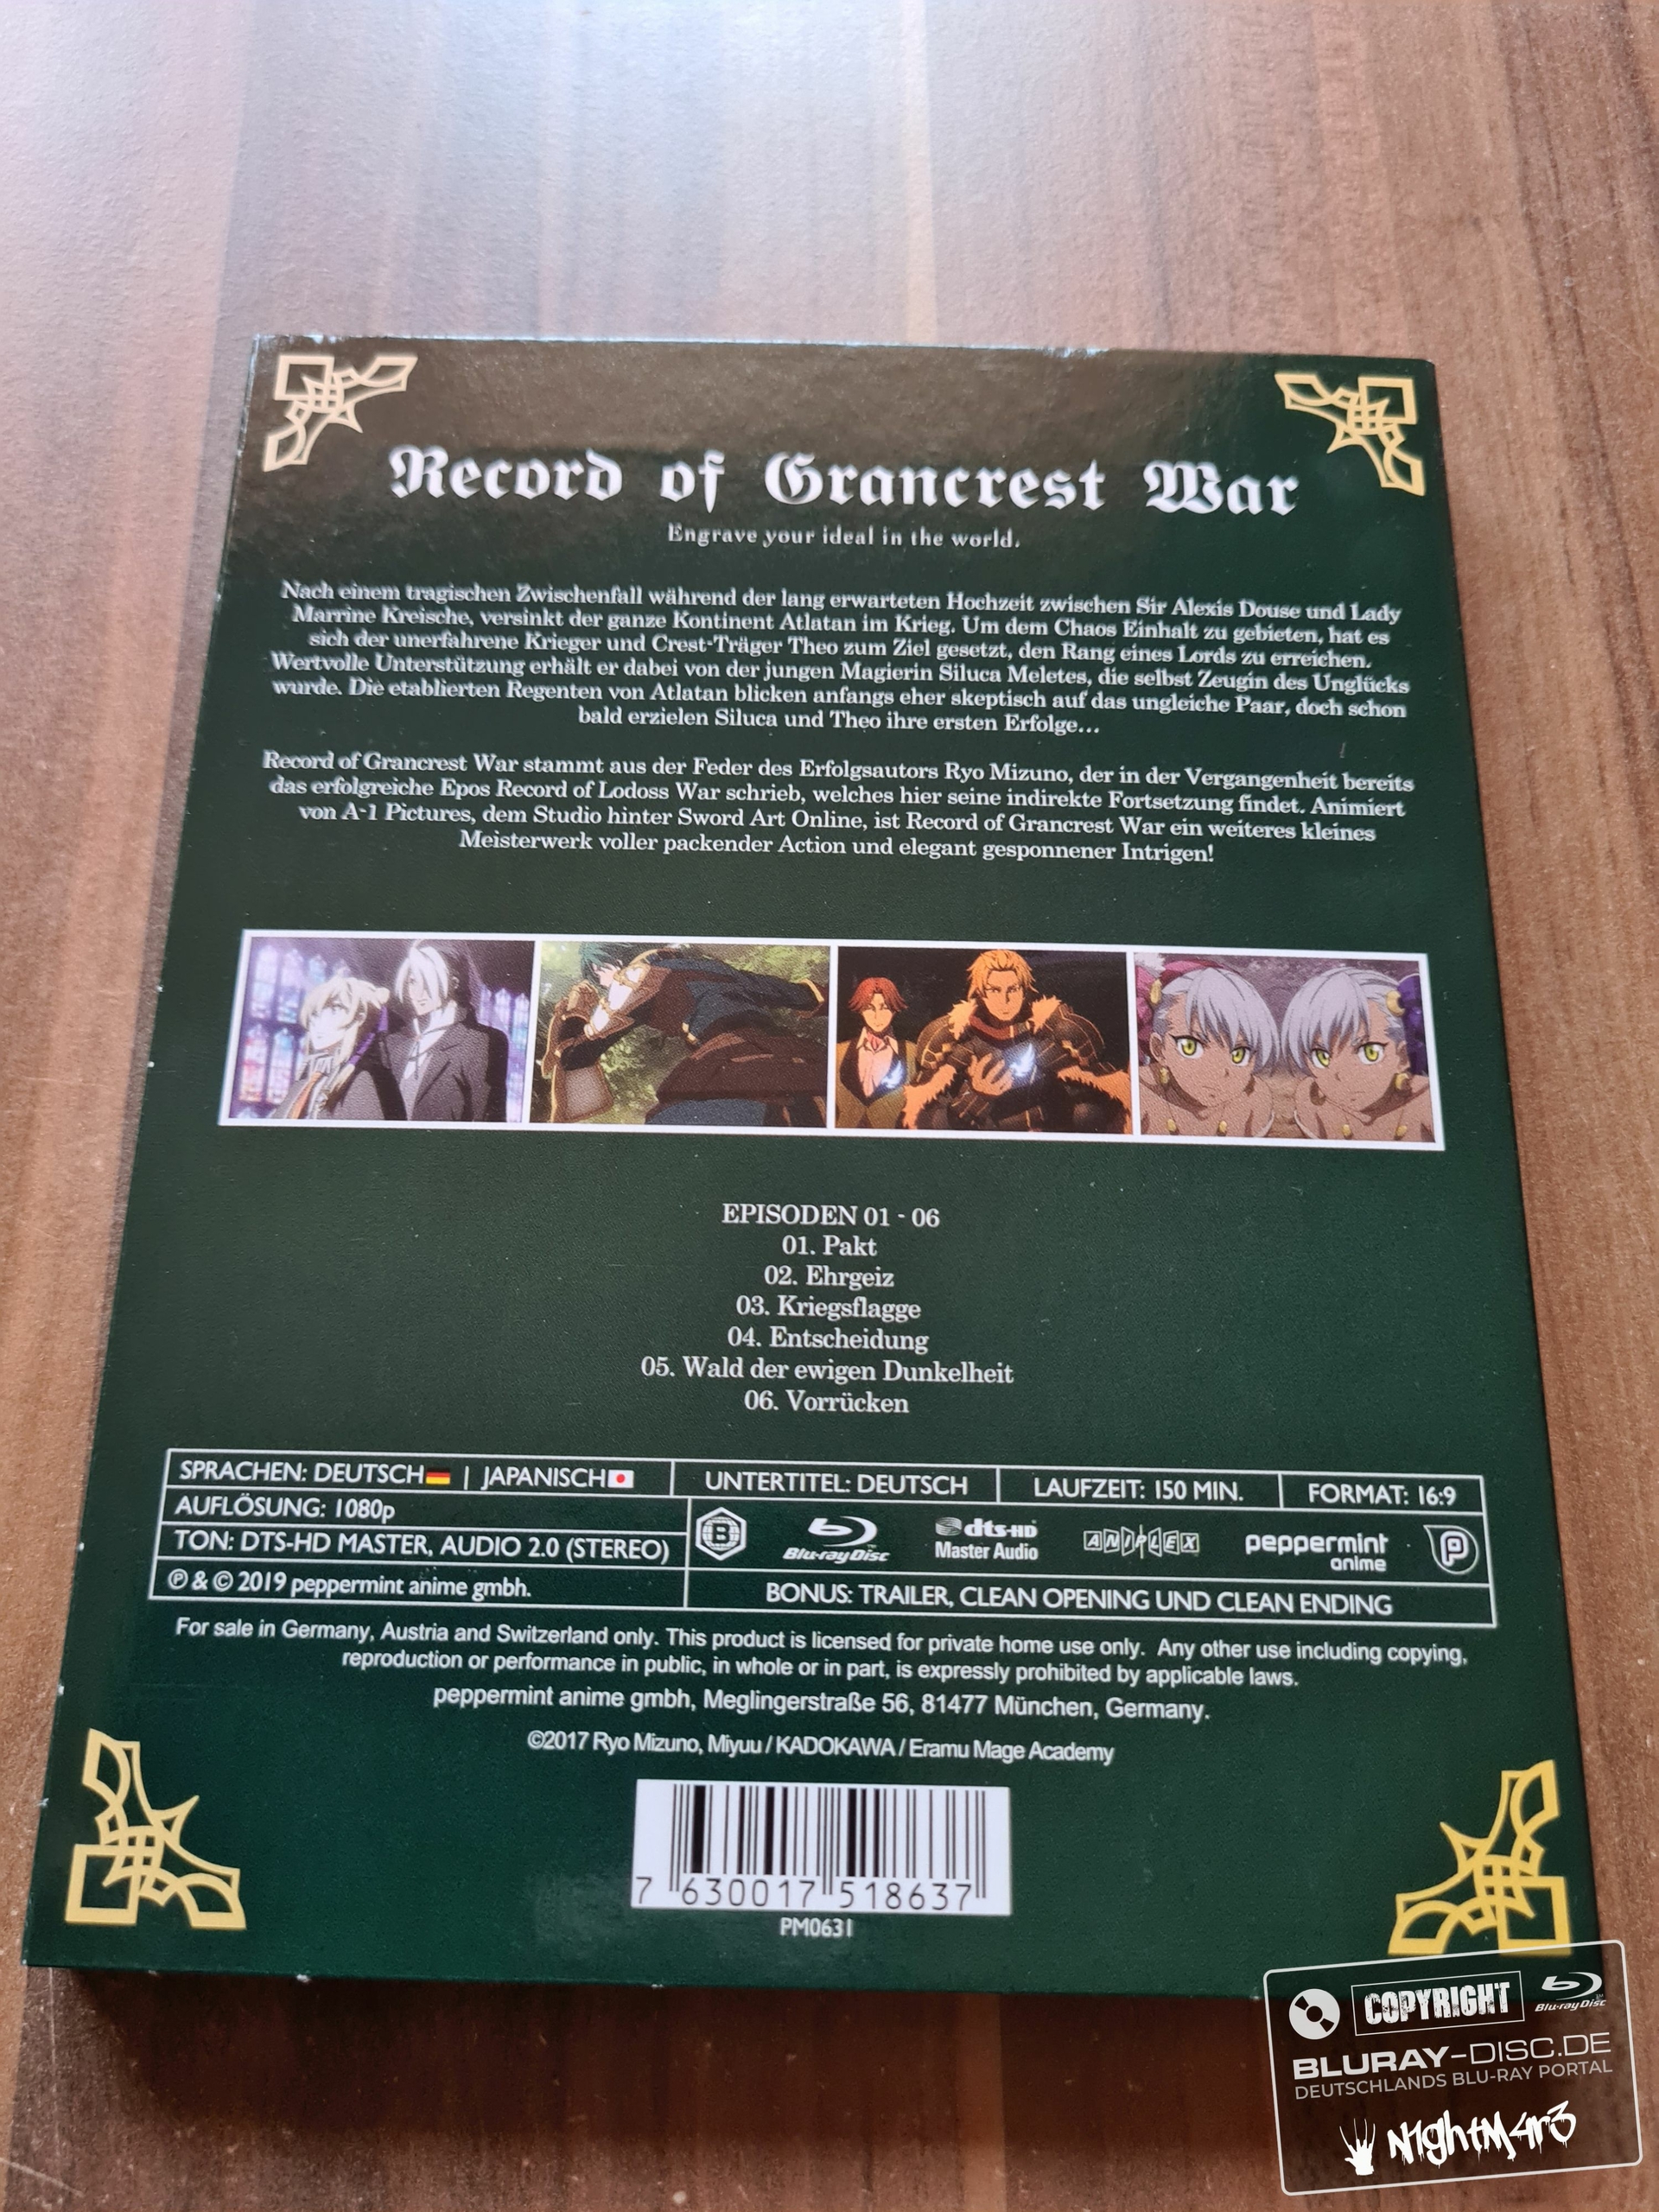 Record of Grancrest War
Engrave your ideal in the world.
Nach einem tragischen Zwischenfall während der lang erwarteten Hochzeit zwischen Sir Alexis Douse und Lady
Marrine Kreische, versinkt der ganze Kontinent Atlatan im Krieg. Um dem Chaos Einhalt zu gebieten, hat es
sich der unerfahrene Krieger und Crest-Träger Theo zum Ziel gesetzt, den Rang eines Lords zu erreichen.
Wertvolle Unterstützung erhält er dabei von der jungen Magierin Siluca Meletes, die selbst Zeugin des Unglücks
wurde. Die etablierten Regenten von Atlatan blicken anfangs eher skeptisch auf das ungleiche Paar, doch schon
bald erzielen Siluca und Theo ihre ersten Erfolge...
Record of Grancrest War stammt aus der Feder des Erfolgsautors Ryo Mizuno, der in der Vergangenheit bereits
das erfolgreiche Epos Record of Lodoss War schrieb, welches hier seine indirekte Fortsetzung findet. Animiert
von A-1 Pictures, dem Studio hinter Sword Art Online, ist Record of Grancrest War ein weiteres kleines
Meisterwerk voller packender Action und elegant gesponnener Intrigen!
EPISODEN 01 - 06
01. Pakt
02. Ehrgeiz
03. Kriegsflagge
04. Entscheidung
05. Wald der ewigen Dunkelheit
06. Vorrücken
SPRACHEN: DEUTSCH | JAPANISCH UNTERTITEL: DEUTSCH LAUFZEIT: 150 MIN. FORMAT: 16:9
AUFLÖSUNG: 1080p
TON: DTS-HD MASTER, AUDIO 2.0 (STEREO)
B Blu-ray Disc dts-HD Master Audio ANIPLEX peppermint anime P
℗ & © 2019 peppermint anime gmbh.
BONUS: TRAILER, CLEAN OPENING UND CLEAN ENDING
For sale in Germany, Austria and Switzerland only. This product is licensed for private home use only. Any other use including copying,
reproduction or performance in public, in whole or in part, is expressly prohibited by applicable laws.
peppermint anime gmbh, Meglingerstraße 56, 81477 München, Germany.
©2017 Ryo Mizuno, Miyuu / KADOKAWA / Eramu Mage Academy
7 630017 518637
PM0631
COPYRIGHT Blu-ray Disc
BLURAY-DISC.DE
DEUTSCHLANDS BLU-RAY PORTAL
N1ghtM4r3